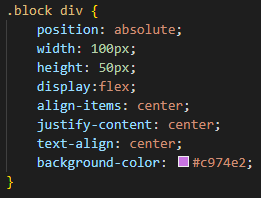 .block div {
    position: absolute;
    width: 100px;
    height: 50px;
    display:flex;
    align-items: center;
    justify-content: center;
    text-align: center;
    background-color: #c974e2;
}